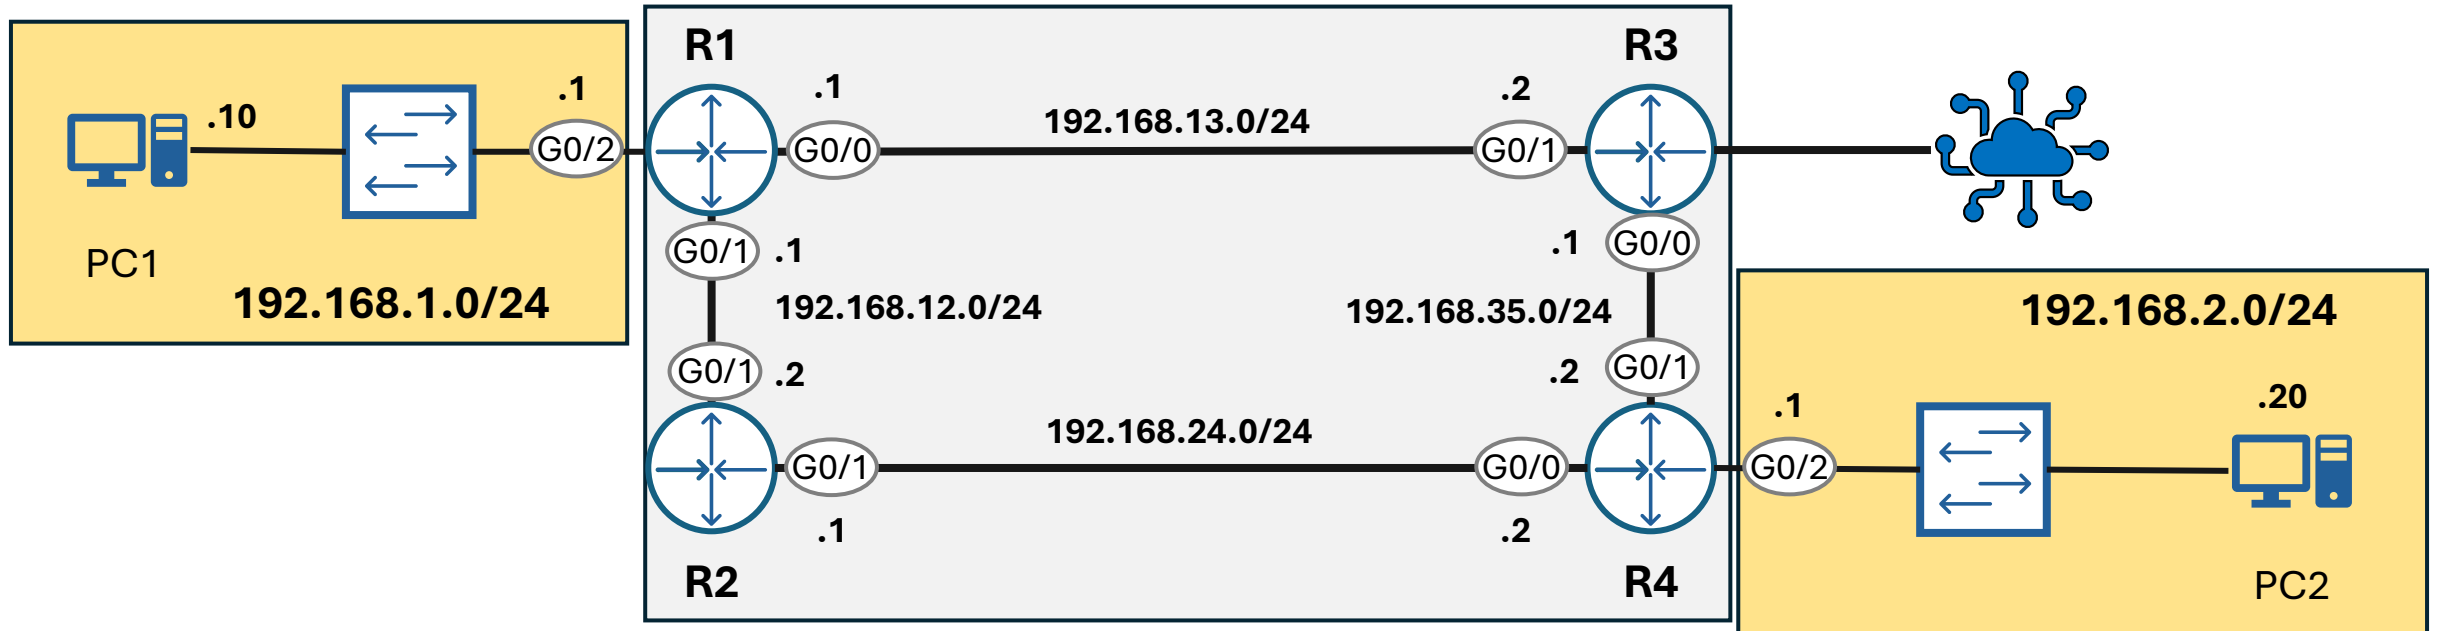 R1
R3
.1
.1
.2
.10
192.168.13.0/24
G0/2
G0/0
G0/1
PC1
G0/1
.1
.1
G0/0
192.168.1.0/24
192.168.12.0/24
192.168.35.0/24
192.168.2.0/24
G0/1
.2
.2
G0/1
.1
.20
192.168.24.0/24
G0/1
G0/0
G0/2
.1
.2
R2
R4
PC2